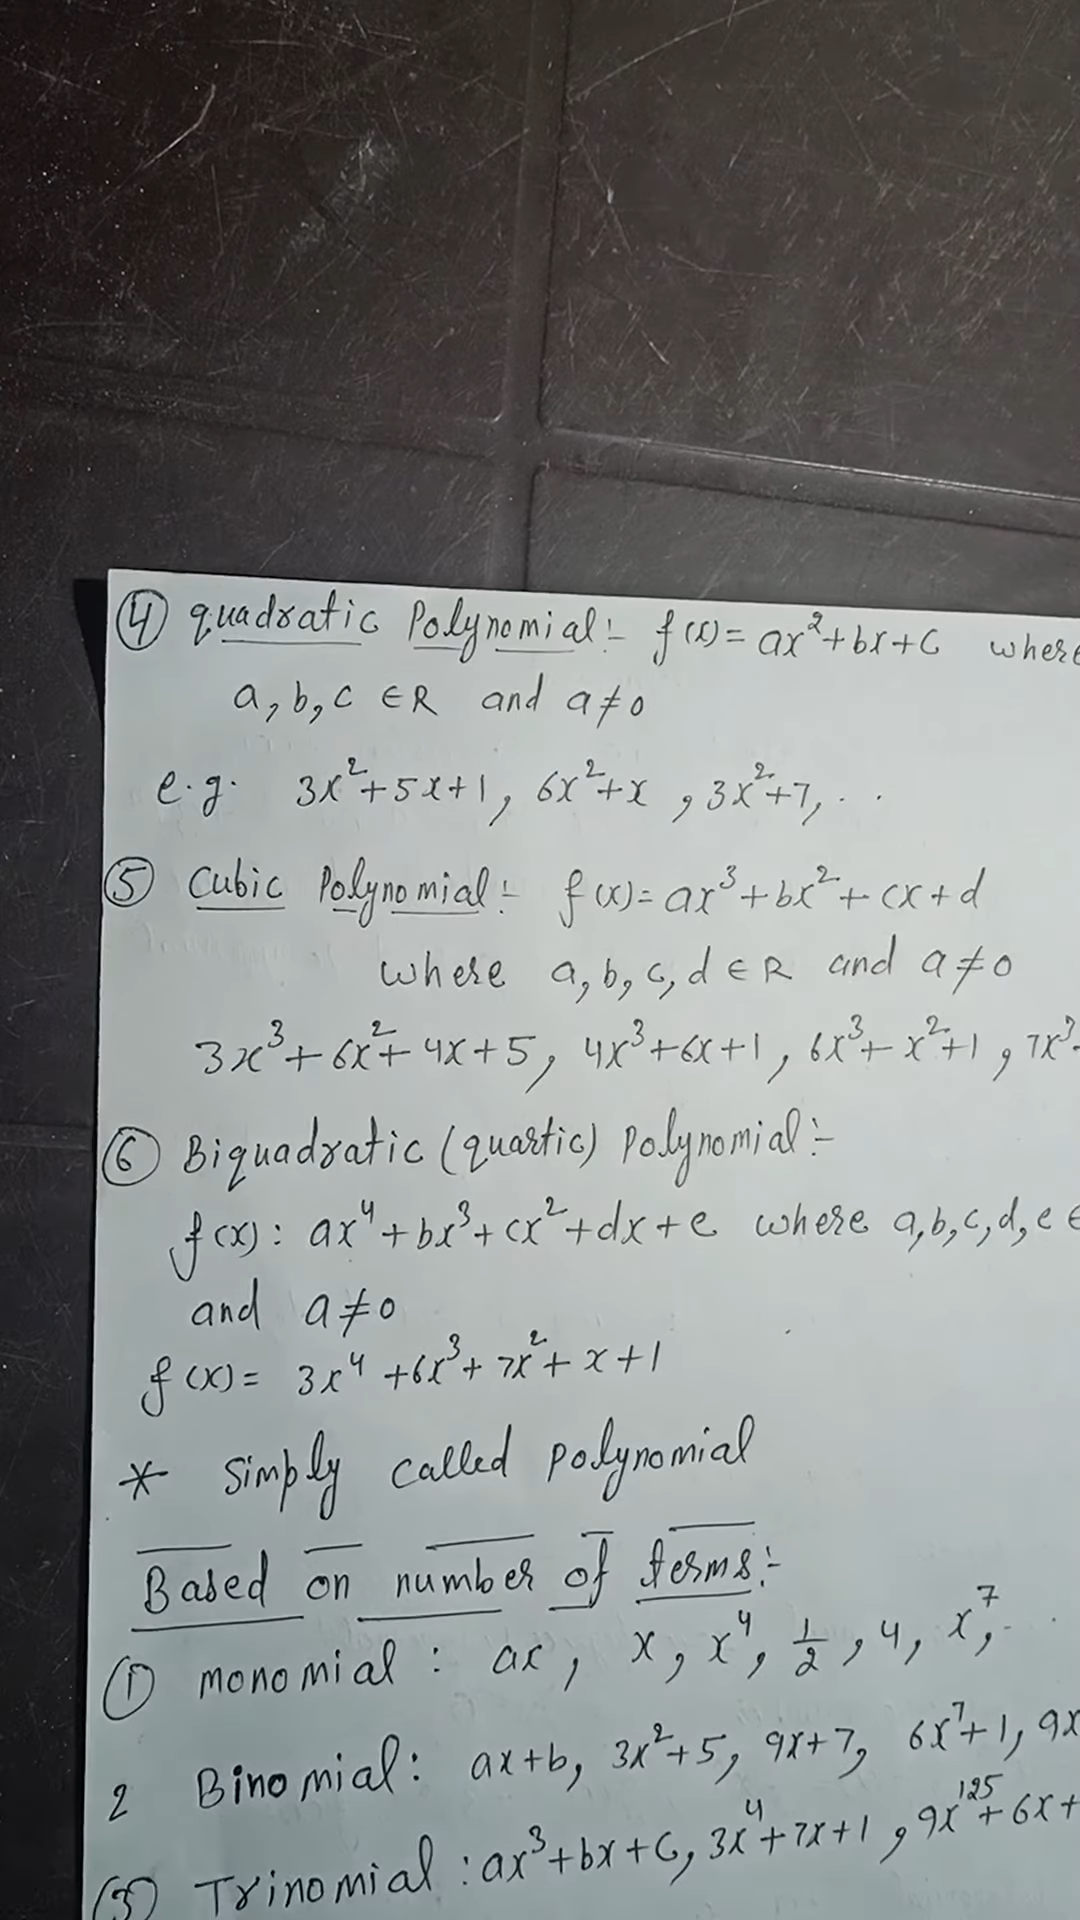 ④ quadratic Polynomial:- f(x)= ax²+bx+c where
a, b, c ∈R and a≠0
e.g. 3x²+5x+1, 6x²+x , 3x²+7, . .
⑤ Cubic Polynomial:- f(x)= ax³+bx²+cx+d
where a, b, c, d ∈ R and a≠0
3x³+6x²+4x+5, 4x³+6x+1, 6x³+x²+1 , 7x³
⑥ Biquadratic (quartic) Polynomial:-
f(x): ax⁴+bx³+cx²+dx+e where a,b,c,d,e ∈
and a≠0
f(x)= 3x⁴+6x³+7x²+x+1
* Simply called polynomial
Based on number of terms:-
① monomial : ax, x, x⁴, 1/2, 4, x⁷, .
2 Binomial: ax+b, 3x²+5, 9x+7, 6x⁷+1, 9x
③ Trinomial : ax³+bx+c, 3x⁴+7x+1 , 9x¹²⁵+6x+